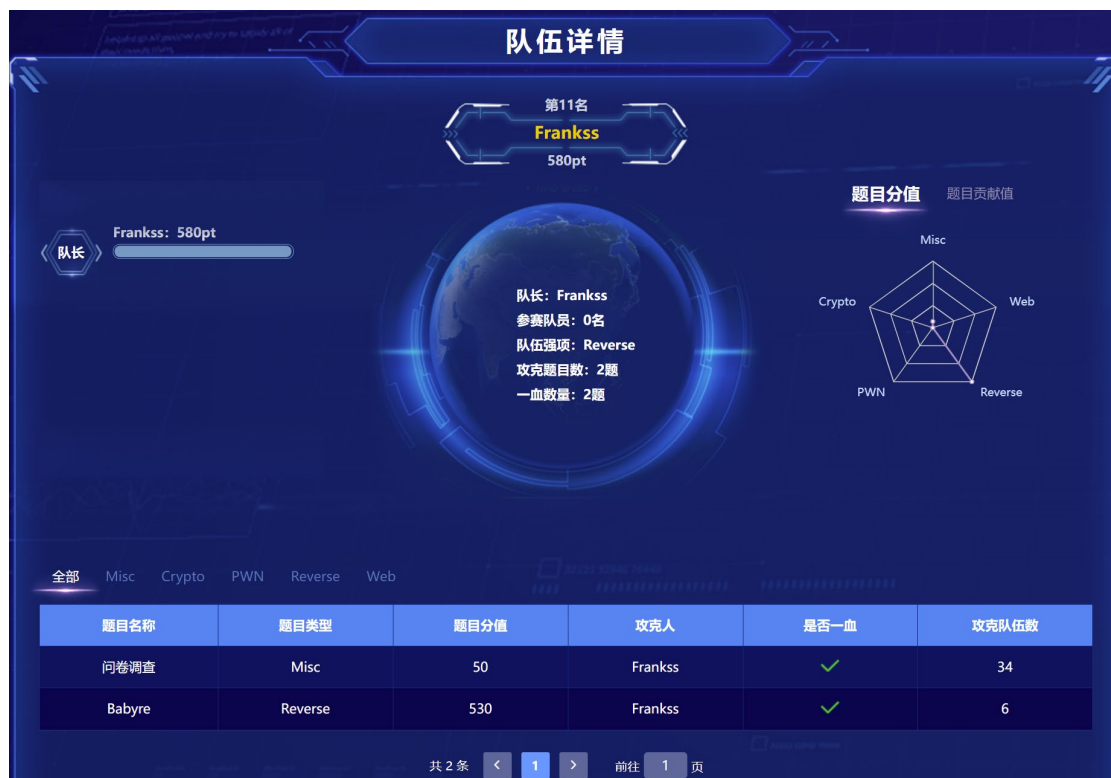 队伍详情
第11名
Frankss
580pt
题目分值 题目贡献值
队长
Frankss：580pt
Misc
Crypto
Web
PWN
Reverse
队长：Frankss
参赛队员：0名
队伍强项：Reverse
攻克题目数：2题
一血数量：2题
全部 Misc Crypto PWN Reverse Web
题目名称 题目类型 题目分值 攻克人 是否一血 攻克队伍数
问卷调查 Misc 50 Frankss 34
Babyre Reverse 530 Frankss 6
共 2 条 1 前往 1 页